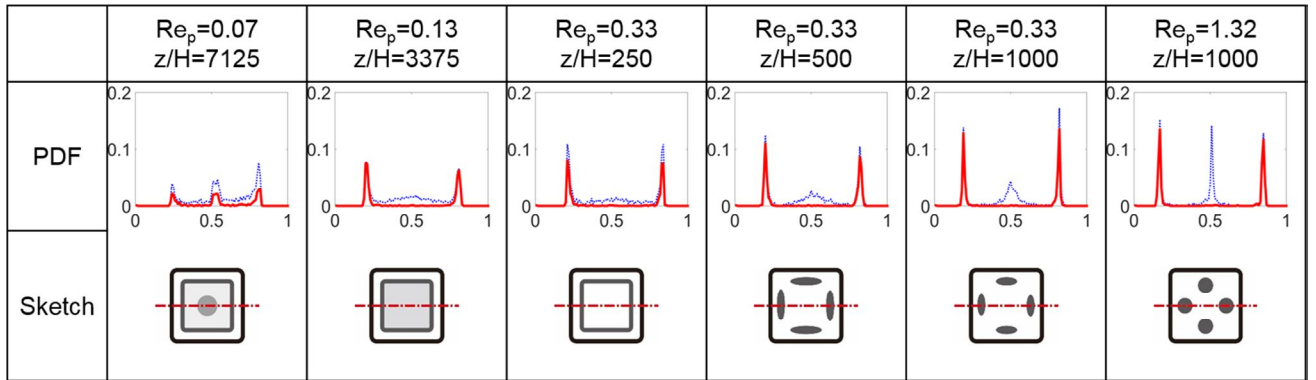 Rep=0.07 Rep=0.13 Rep=0.33 Rep=0.33 Rep=0.33 Rep=1.32
z/H=7125 z/H=3375 z/H=250 z/H=500 z/H=1000 z/H=1000
0.2 0.2 0.2 0.2 0.2 0.2
PDF 0.1 0.1 0.1 0.1 0.1 0.1
0 0 0 0 0 0
0 0.5 1 0 0.5 1 0 0.5 1 0 0.5 1 0 0.5 1 0 0.5 1
Sketch